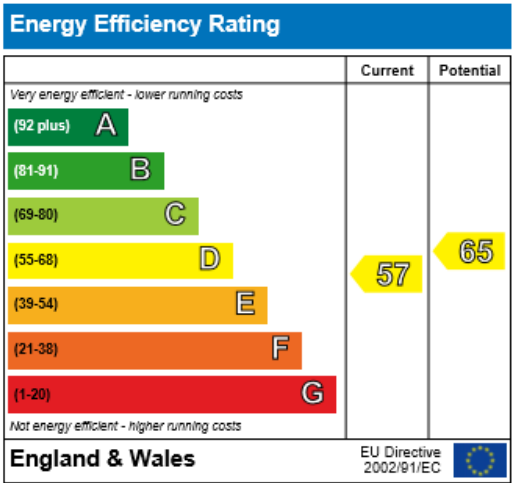 Energy Efficiency Rating
Current Potential
Very energy efficient - lower running costs
(92 plus) A
(81-91) B
(69-80) C
(55-68) D
(39-54) E
(21-38) F
(1-20) G
57
65
Not energy efficient - higher running costs
England & Wales
EU Directive
2002/91/EC